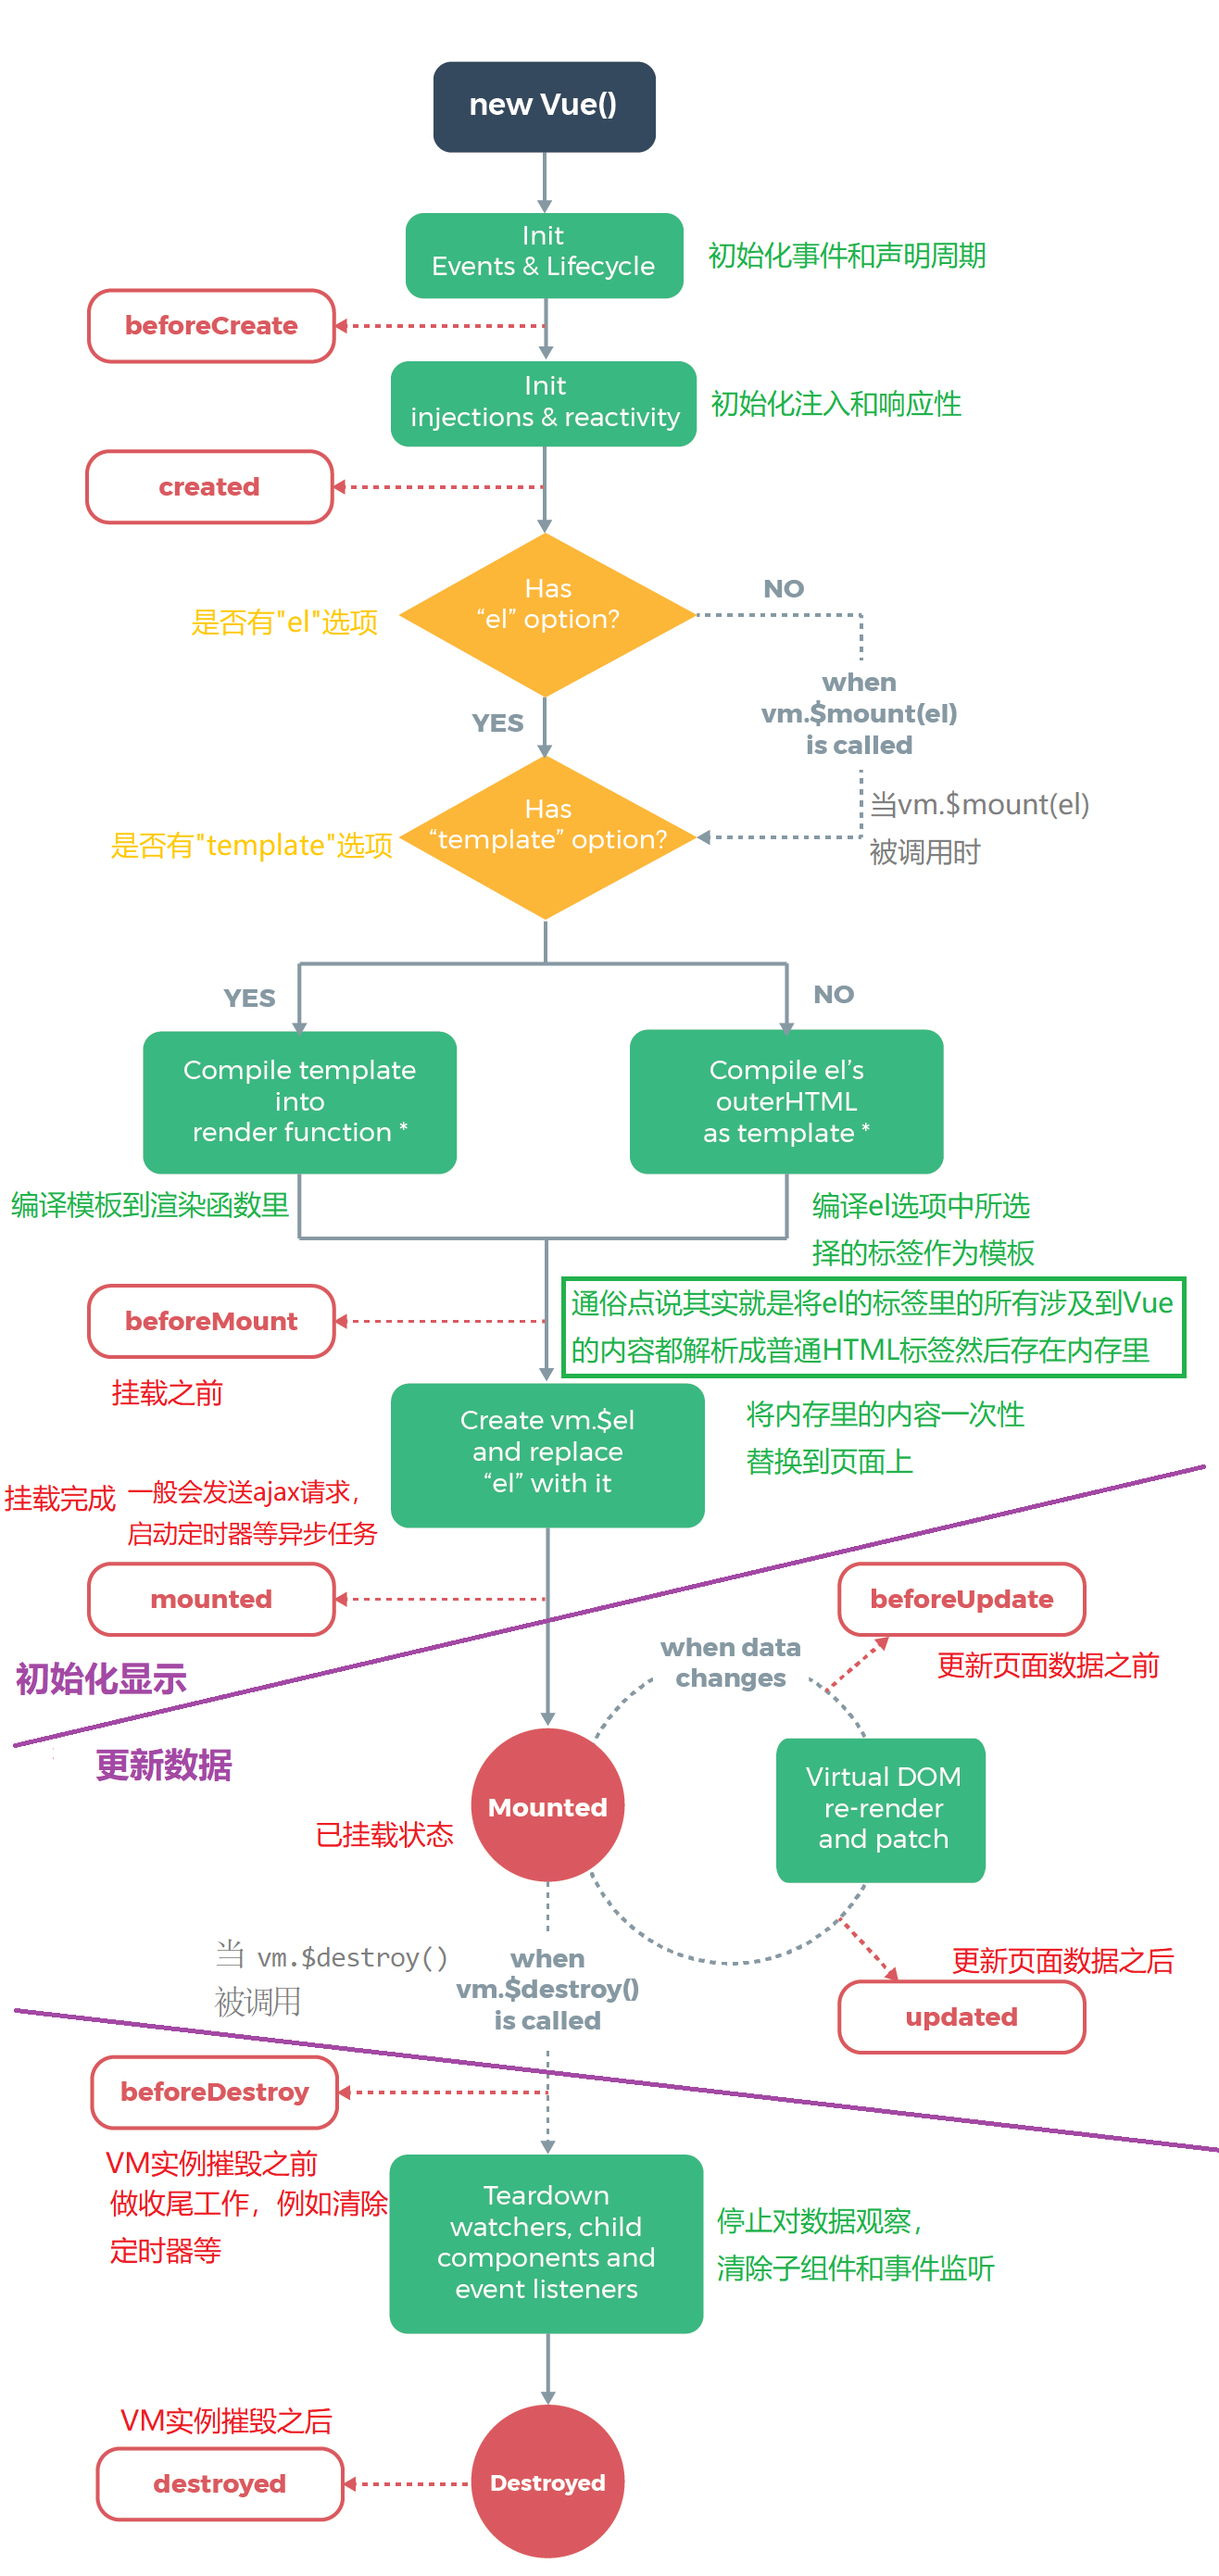 new Vue()
Init
Events & Lifecycle
初始化事件和声明周期
beforeCreate
Init
injections & reactivity
初始化注入和响应性
created
Has
“el” option?
是否有"el"选项
NO
YES
when
vm.$mount(el)
is called
当vm.$mount(el)
被调用时
Has
“template” option?
是否有"template"选项
YES
NO
Compile template
into
render function *
Compile el’s
outerHTML
as template *
编译模板到渲染函数里
编译el选项中所选
择的标签作为模板
通俗点说其实就是将el的标签里的所有涉及到Vue
的内容都解析成普通HTML标签然后存在内存里
beforeMount
挂载之前
Create vm.$el
and replace
“el” with it
将内存里的内容一次性
替换到页面上
挂载完成
一般会发送ajax请求，
启动定时器等异步任务
mounted
beforeUpdate
更新页面数据之前
when data
changes
初始化显示
更新数据
Mounted
已挂载状态
Virtual DOM
re-render
and patch
当 vm.$destroy()
被调用
when
vm.$destroy()
is called
更新页面数据之后
updated
beforeDestroy
VM实例摧毁之前
做收尾工作，例如清除
定时器等
Teardown
watchers, child
components and
event listeners
停止对数据观察，
清除子组件和事件监听
VM实例摧毁之后
destroyed
Destroyed